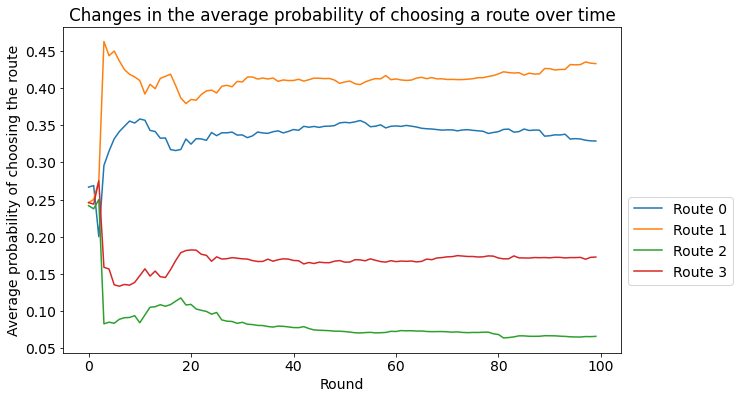 Changes in the average probability of choosing a route over time
Average probability of choosing the route
0.45
0.40
0.35
0.30
0.25
0.20
0.15
0.10
0.05
0 20 40 60 80 100
Round
Route 0
Route 1
Route 2
Route 3